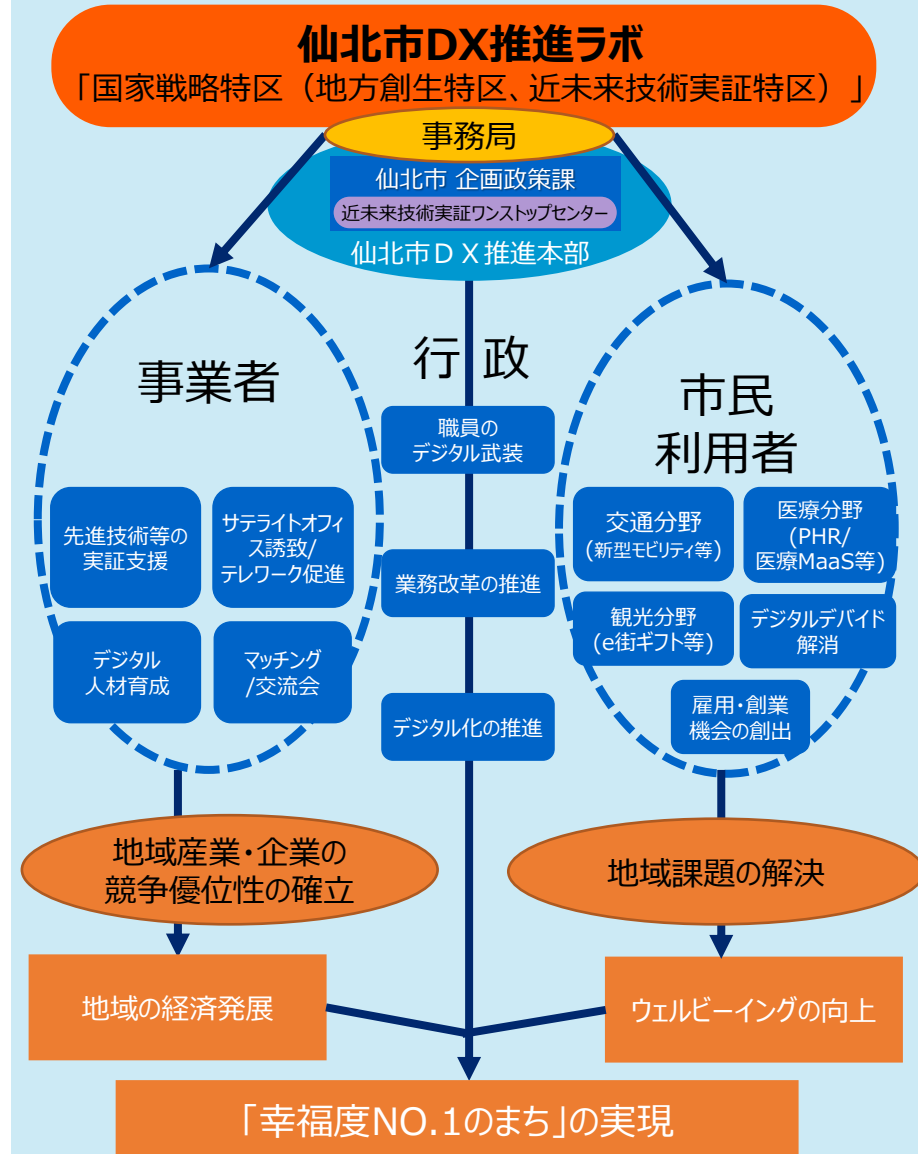 仙北市DX推進ラボ
「国家戦略特区（地方創生特区、近未来技術実証特区）」
事務局
仙北市 企画政策課
近未来技術実証ワンストップセンター
仙北市ＤＸ推進本部
事業者
先進技術等の
実証支援
サテライトオフィ
ス誘致/
テレワーク促進
デジタル
人材育成
マッチング
/交流会
行 政
職員の
デジタル武装
業務改革の推進
デジタル化の推進
市民
利用者
交通分野
(新型モビリティ等)
医療分野
(PHR/
医療MaaS等)
観光分野
(e街ギフト等)
デジタルデバイド
解消
雇用・創業
機会の創出
地域産業・企業の
競争優位性の確立
地域課題の解決
地域の経済発展
ウェルビーイングの向上
「幸福度NO.1のまち」の実現